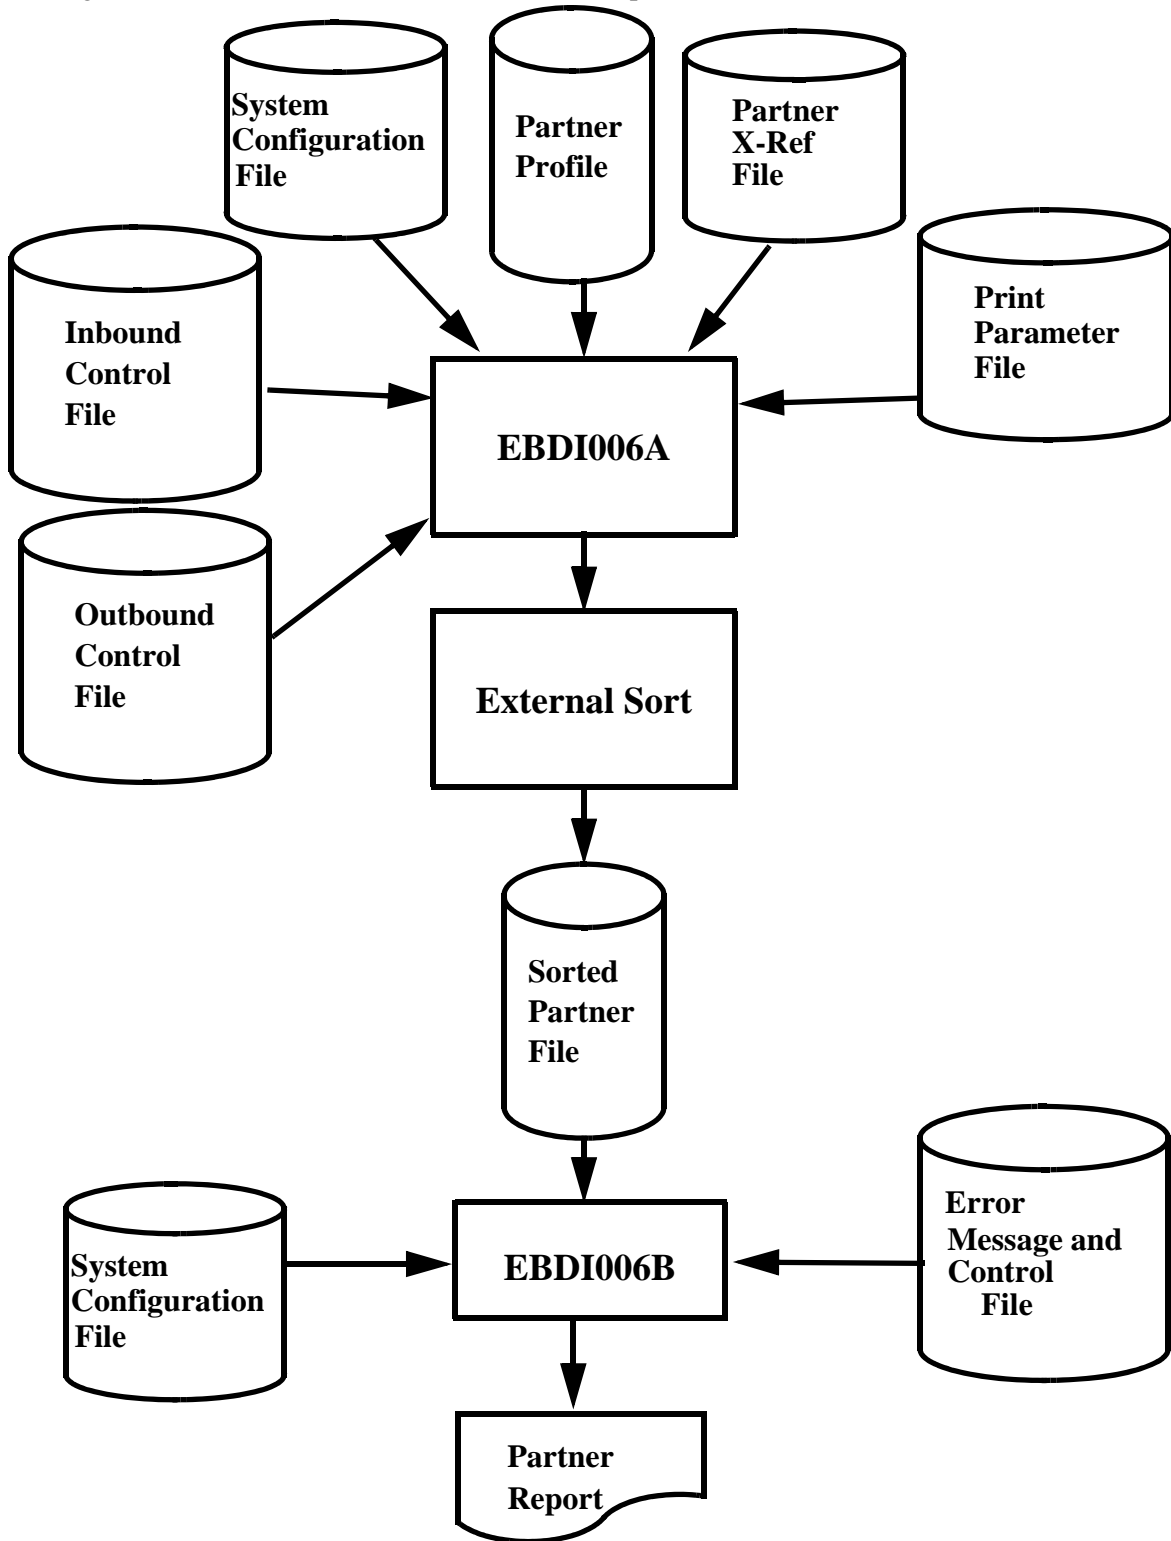 System
Configuration
File
Partner
Profile
Partner
X-Ref
File
Print
Parameter
File
Inbound
Control
File
EBDI006A
Outbound
Control
File
External Sort
Sorted
Partner
File
System
Configuration
File
EBDI006B
Error
Message and
Control
File
Partner
Report